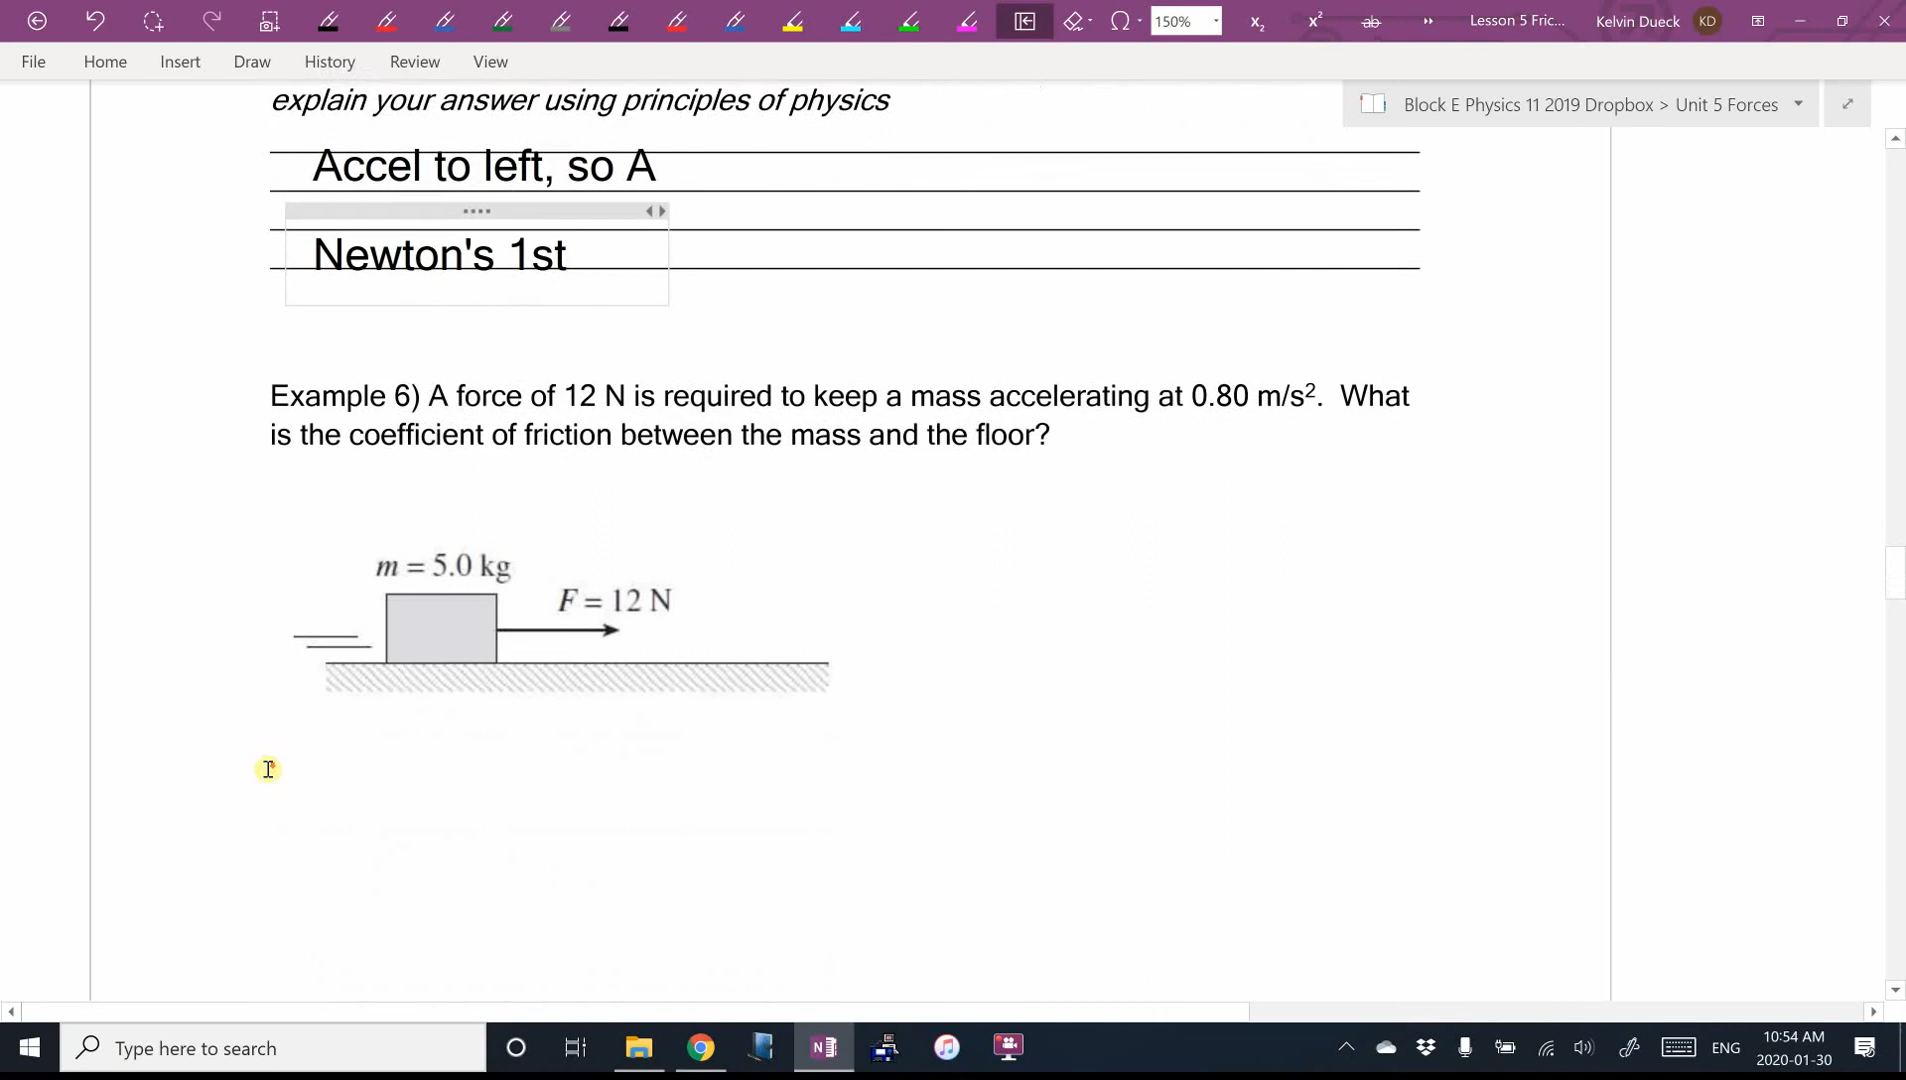 150%
x₂
x²
ab
Lesson 5 Fric...
Kelvin Dueck
KD
File
Home
Insert
Draw
History
Review
View
explain your answer using principles of physics
Block E Physics 11 2019 Dropbox > Unit 5 Forces
Accel to left, so A
Newton's 1st
Example 6) A force of 12 N is required to keep a mass accelerating at 0.80 m/s². What
is the coefficient of friction between the mass and the floor?
m = 5.0 kg
F = 12 N
Type here to search
N
ENG
10:54 AM
2020-01-30